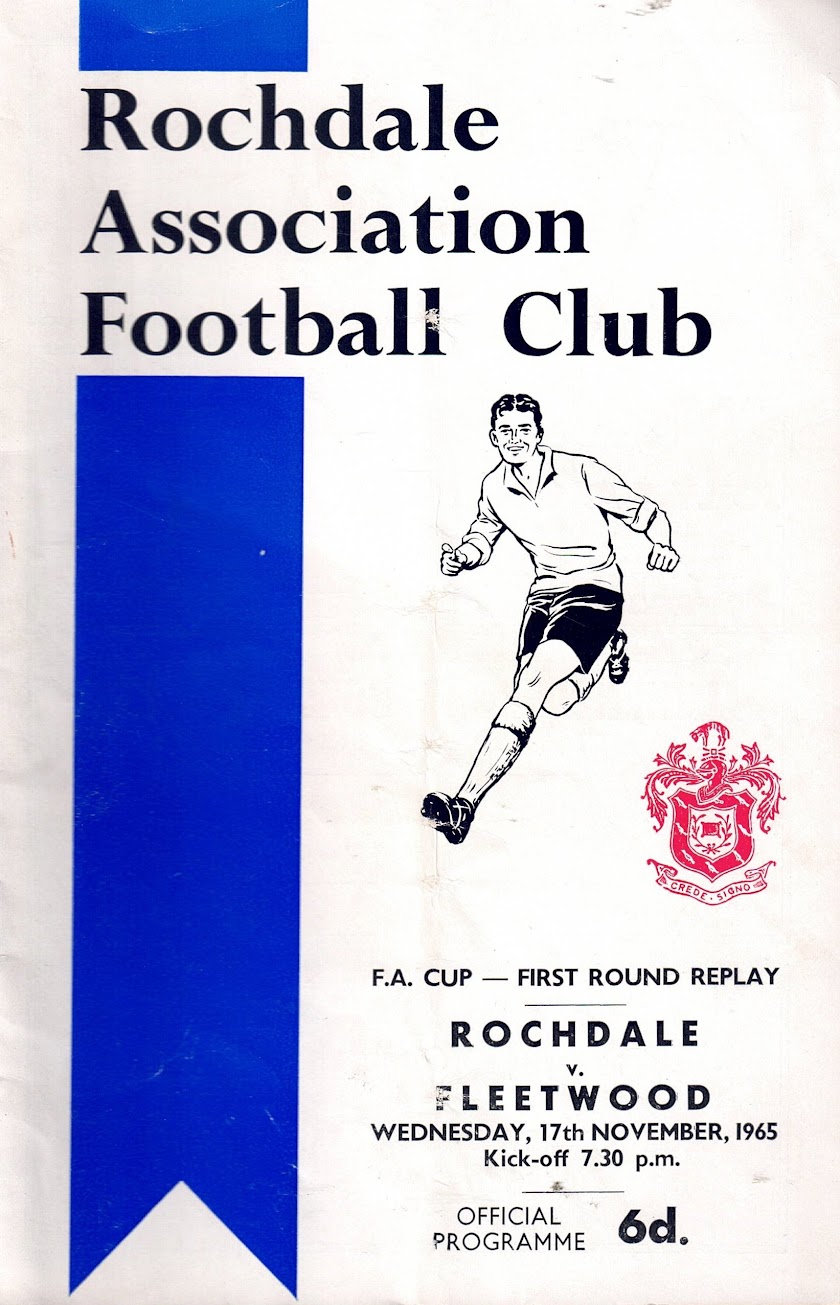 Rochdale
Association
Football Club
CREDE · SIGNO
F.A. CUP — FIRST ROUND REPLAY
ROCHDALE
v.
FLEETWOOD
WEDNESDAY, 17th NOVEMBER, 1965
Kick-off 7.30 p.m.
OFFICIAL
PROGRAMME 6d.